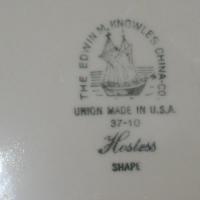 THE EDWIN M. KNOWLES CHINA CO.
UNION MADE IN U.S.A.
37-10
Hostess
SHAPE